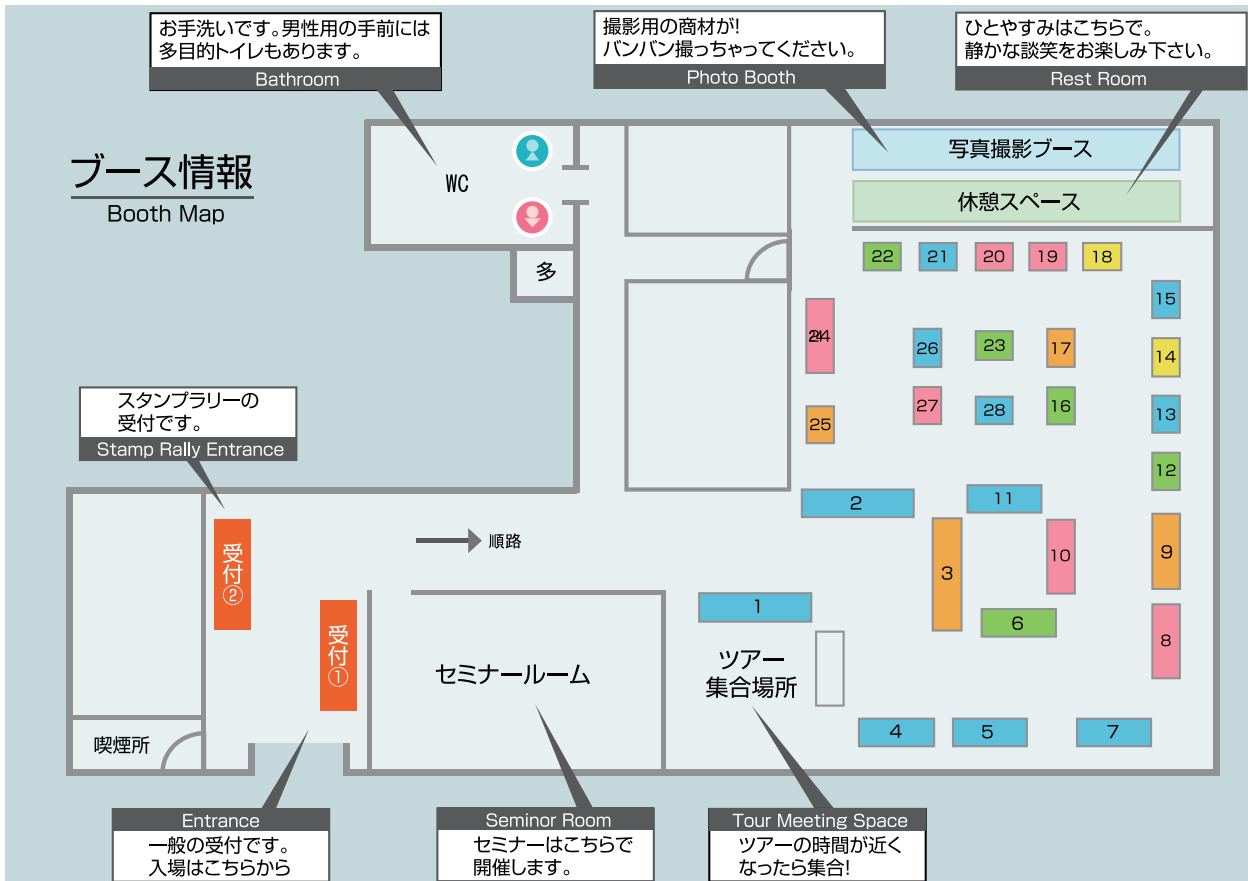 お手洗いです。男性用の手前には
多目的トイレもあります。
Bathroom
撮影用の商材が!
バンバン撮っちゃってください。
Photo Booth
ひとやすみはこちらで。
静かな談笑をお楽しみ下さい。
Rest Room
ブース情報
Booth Map
WC
多
写真撮影ブース
休憩スペース
22 21 20 19 18
15
24
26 23 17
14
25
27 28 16
13
12
スタンプラリーの
受付です。
Stamp Rally Entrance
2
11
受付②
順路
3
10
9
受付①
1
6
8
セミナールーム
ツアー
集合場所
喫煙所
4 5 7
Entrance
一般の受付です。
入場はこちらから
Seminor Room
セミナーはこちらで
開催します。
Tour Meeting Space
ツアーの時間が近く
なったら集合!